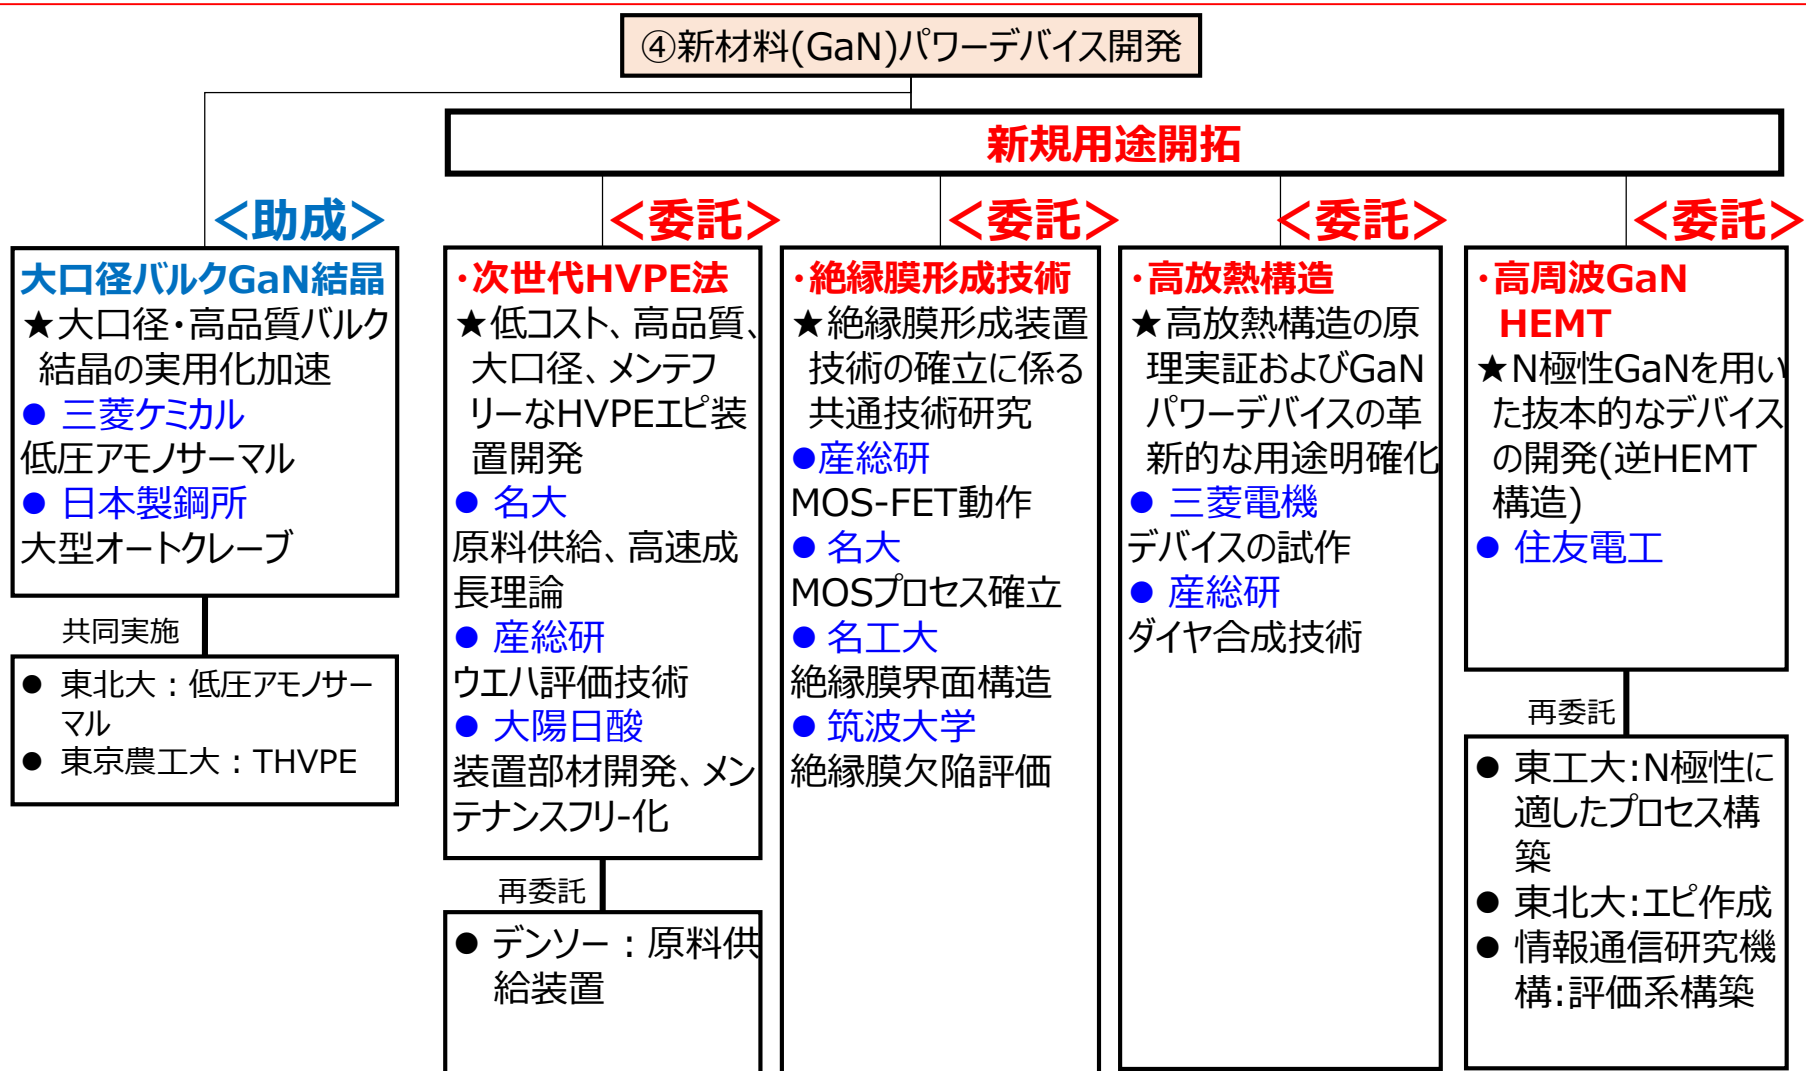 ④新材料(GaN)パワーデバイス開発
新規用途開拓
＜助成＞
大口径バルクGaN結晶
★大口径・高品質バルク
結晶の実用化加速
● 三菱ケミカル
低圧アモノサーマル
● 日本製鋼所
大型オートクレーブ
共同実施
● 東北大：低圧アモノサー
マル
● 東京農工大：THVPE
＜委託＞
・次世代HVPE法
★低コスト、高品質、
大口径、メンテフ
リーなHVPEエピ装
置開発
● 名大
原料供給、高速成
長理論
● 産総研
ウエハ評価技術
● 大陽日酸
装置部材開発、メン
テナンスフリ-化
再委託
● デンソー：原料供
給装置
＜委託＞
・絶縁膜形成技術
★絶縁膜形成装置
技術の確立に係る
共通技術研究
●産総研
MOS-FET動作
● 名大
MOSプロセス確立
● 名工大
絶縁膜界面構造
● 筑波大学
絶縁膜欠陥評価
＜委託＞
・高放熱構造
★高放熱構造の原
理実証およびGaN
パワーデバイスの革
新的な用途明確化
● 三菱電機
デバイスの試作
● 産総研
ダイヤ合成技術
＜委託＞
・高周波GaN
HEMT
★N極性GaNを用い
た抜本的なデバイス
の開発(逆HEMT
構造)
● 住友電工
再委託
● 東工大:N極性に
適したプロセス構
築
● 東北大:エピ作成
● 情報通信研究機
構:評価系構築